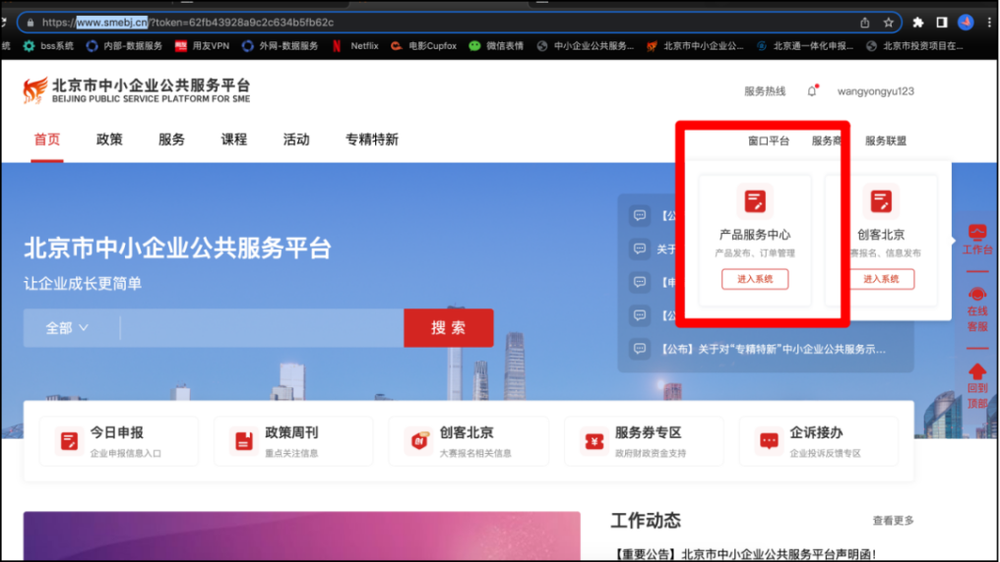 https://www.smebj.cn/?token=62fb43928a9c2c634b5fb62c
统 bss系统 内部-数据服务 用友VPN 外网-数据服务 Netflix 电影Cupfox 微信表情 中小企业公共服务... 北京市中小企业公... 北京通一体化申报... 北京市投资项目在...
北京市中小企业公共服务平台
BEIJING PUBLIC SERVICE PLATFORM FOR SME
服务热线 wangyongyu123
首页 政策 服务 课程 活动 专精特新 窗口平台 服务商 服务联盟
产品服务中心
产品发布、订单管理
进入系统
创客北京
赛报名、信息发布
进入系统
【公
关于
【申
【公
【公布】关于对“专精特新”中小企业公共服务示...
工作台
在线
客服
回到
顶部
北京市中小企业公共服务平台
让企业成长更简单
全部 搜索
今日申报
企业申报信息入口
政策周刊
重点关注信息
创客北京
大赛报名相关信息
服务券专区
政府财政资金支持
企诉接办
企业投诉反馈专区
工作动态 查看更多
【重要公告】北京市中小企业公共服务平台声明函！